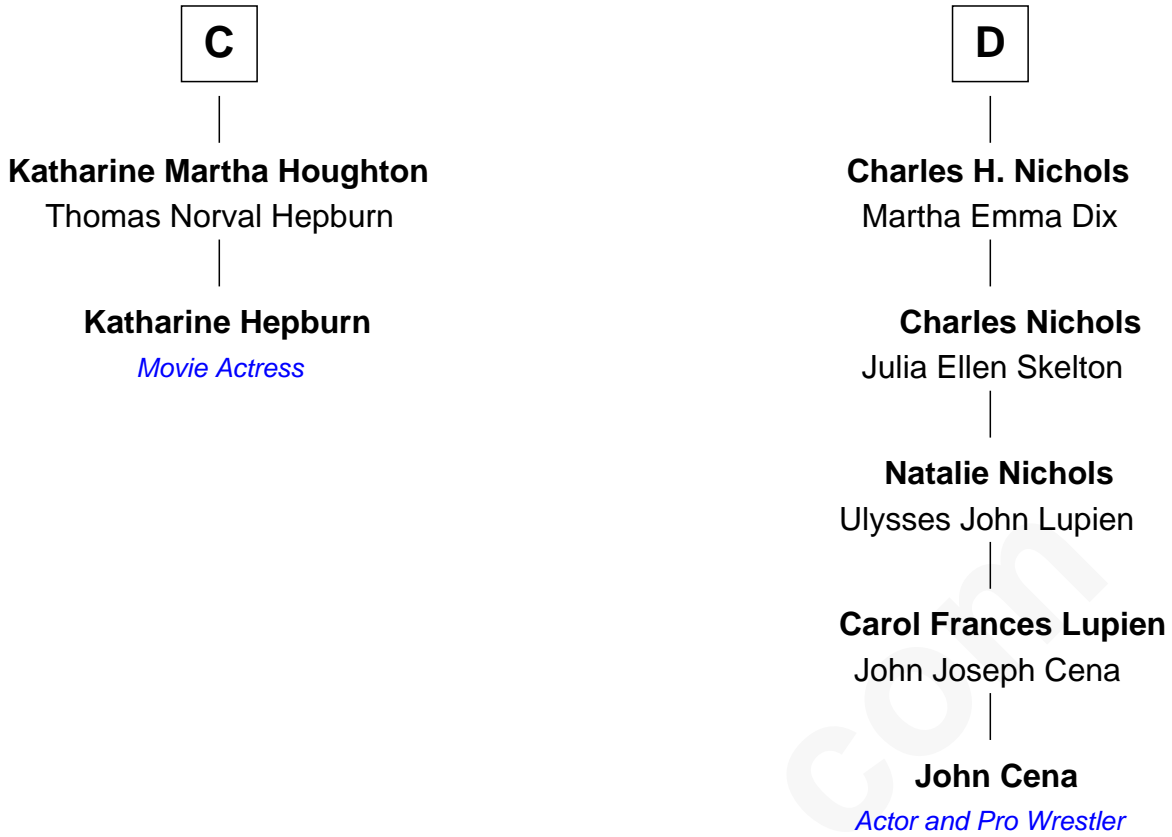 C
Katharine Martha Houghton
Thomas Norval Hepburn
Katharine Hepburn
Movie Actress
D
Charles H. Nichols
Martha Emma Dix
Charles Nichols
Julia Ellen Skelton
Natalie Nichols
Ulysses John Lupien
Carol Frances Lupien
John Joseph Cena
John Cena
Actor and Pro Wrestler
com